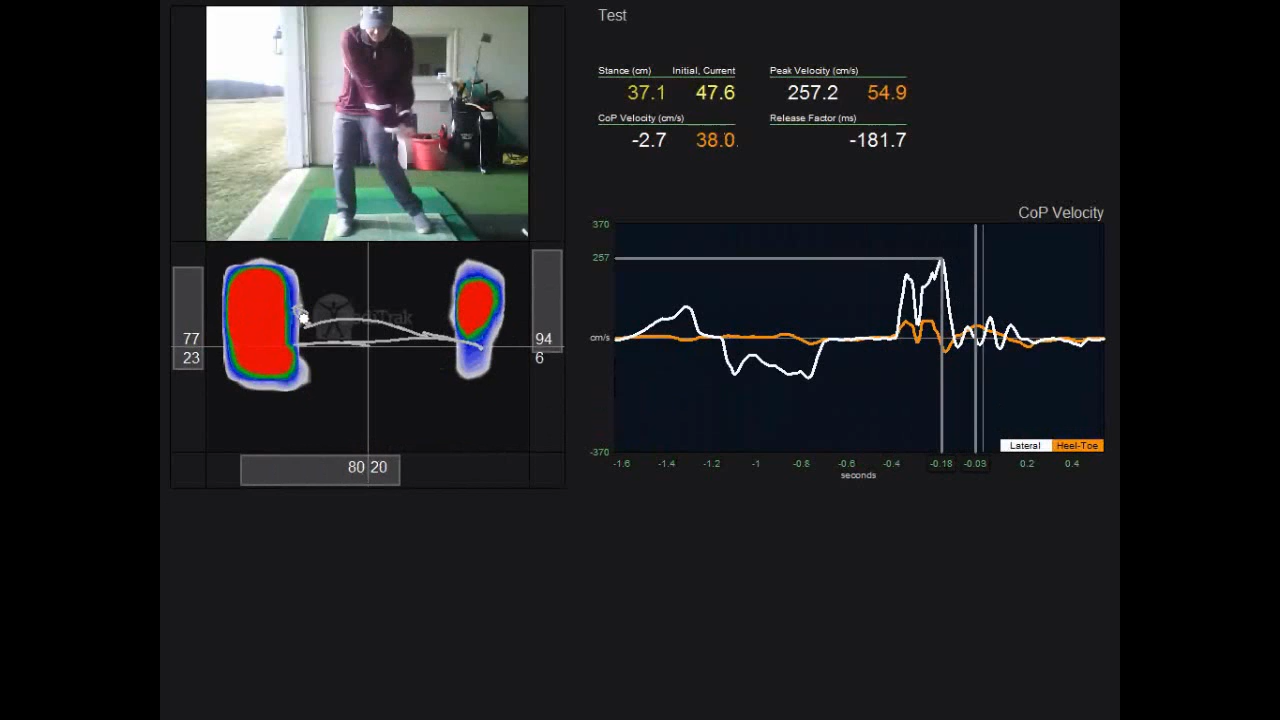 Test
Stance (cm) Initial, Current
37.1 47.6
Peak Velocity (cm/s)
257.2 54.9
CoP Velocity (cm/s)
-2.7 38.0
Release Factor (ms)
-181.7
77
23
94
6
80 20
CoP Velocity
370
257
cm/s
-370
Lateral Heel-Toe
-1.6 -1.4 -1.2 -1 -0.8 -0.6 -0.4 -0.18 -0.03 0.2 0.4
seconds